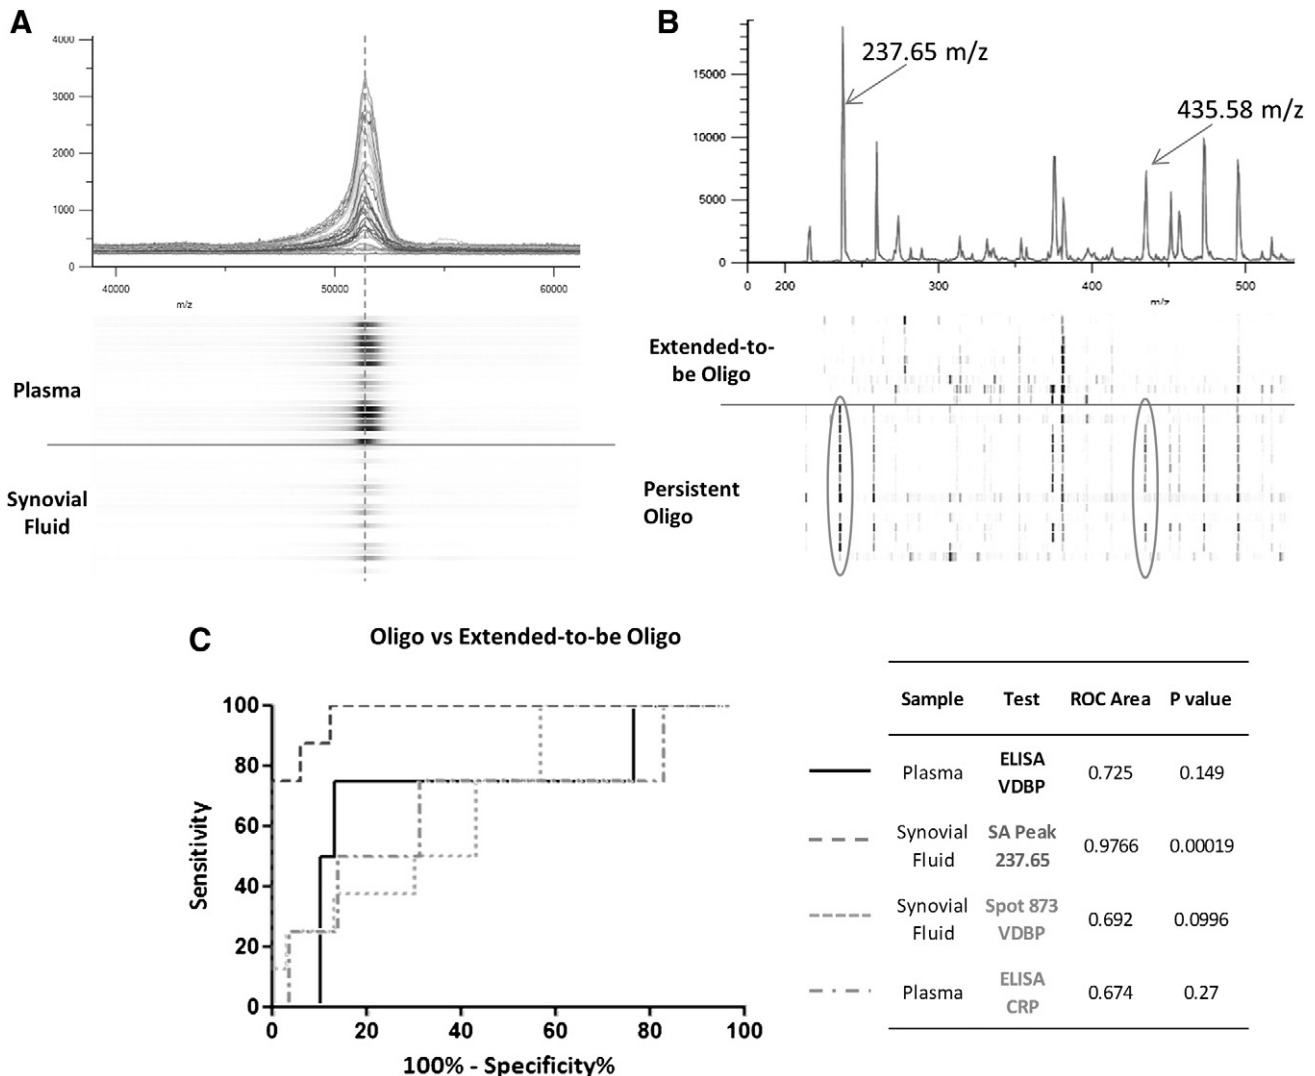 A
4000
3000
2000
1000
0
40000
50000
60000
m/z
Plasma
Synovial
Fluid
B
237.65 m/z
435.58 m/z
15000
10000
5000
0
0
200
300
400
500
m/z
Extended-to-
be Oligo
Persistent
Oligo
C
Oligo vs Extended-to-be Oligo
Sensitivity
100
80
60
40
20
0
0
20
40
60
80
100
100% - Specificity%
Sample Test ROC Area P value
Plasma ELISA VDBP 0.725 0.149
Synovial Fluid SA Peak 237.65 0.9766 0.00019
Synovial Fluid Spot 873 VDBP 0.692 0.0996
Plasma ELISA CRP 0.674 0.27